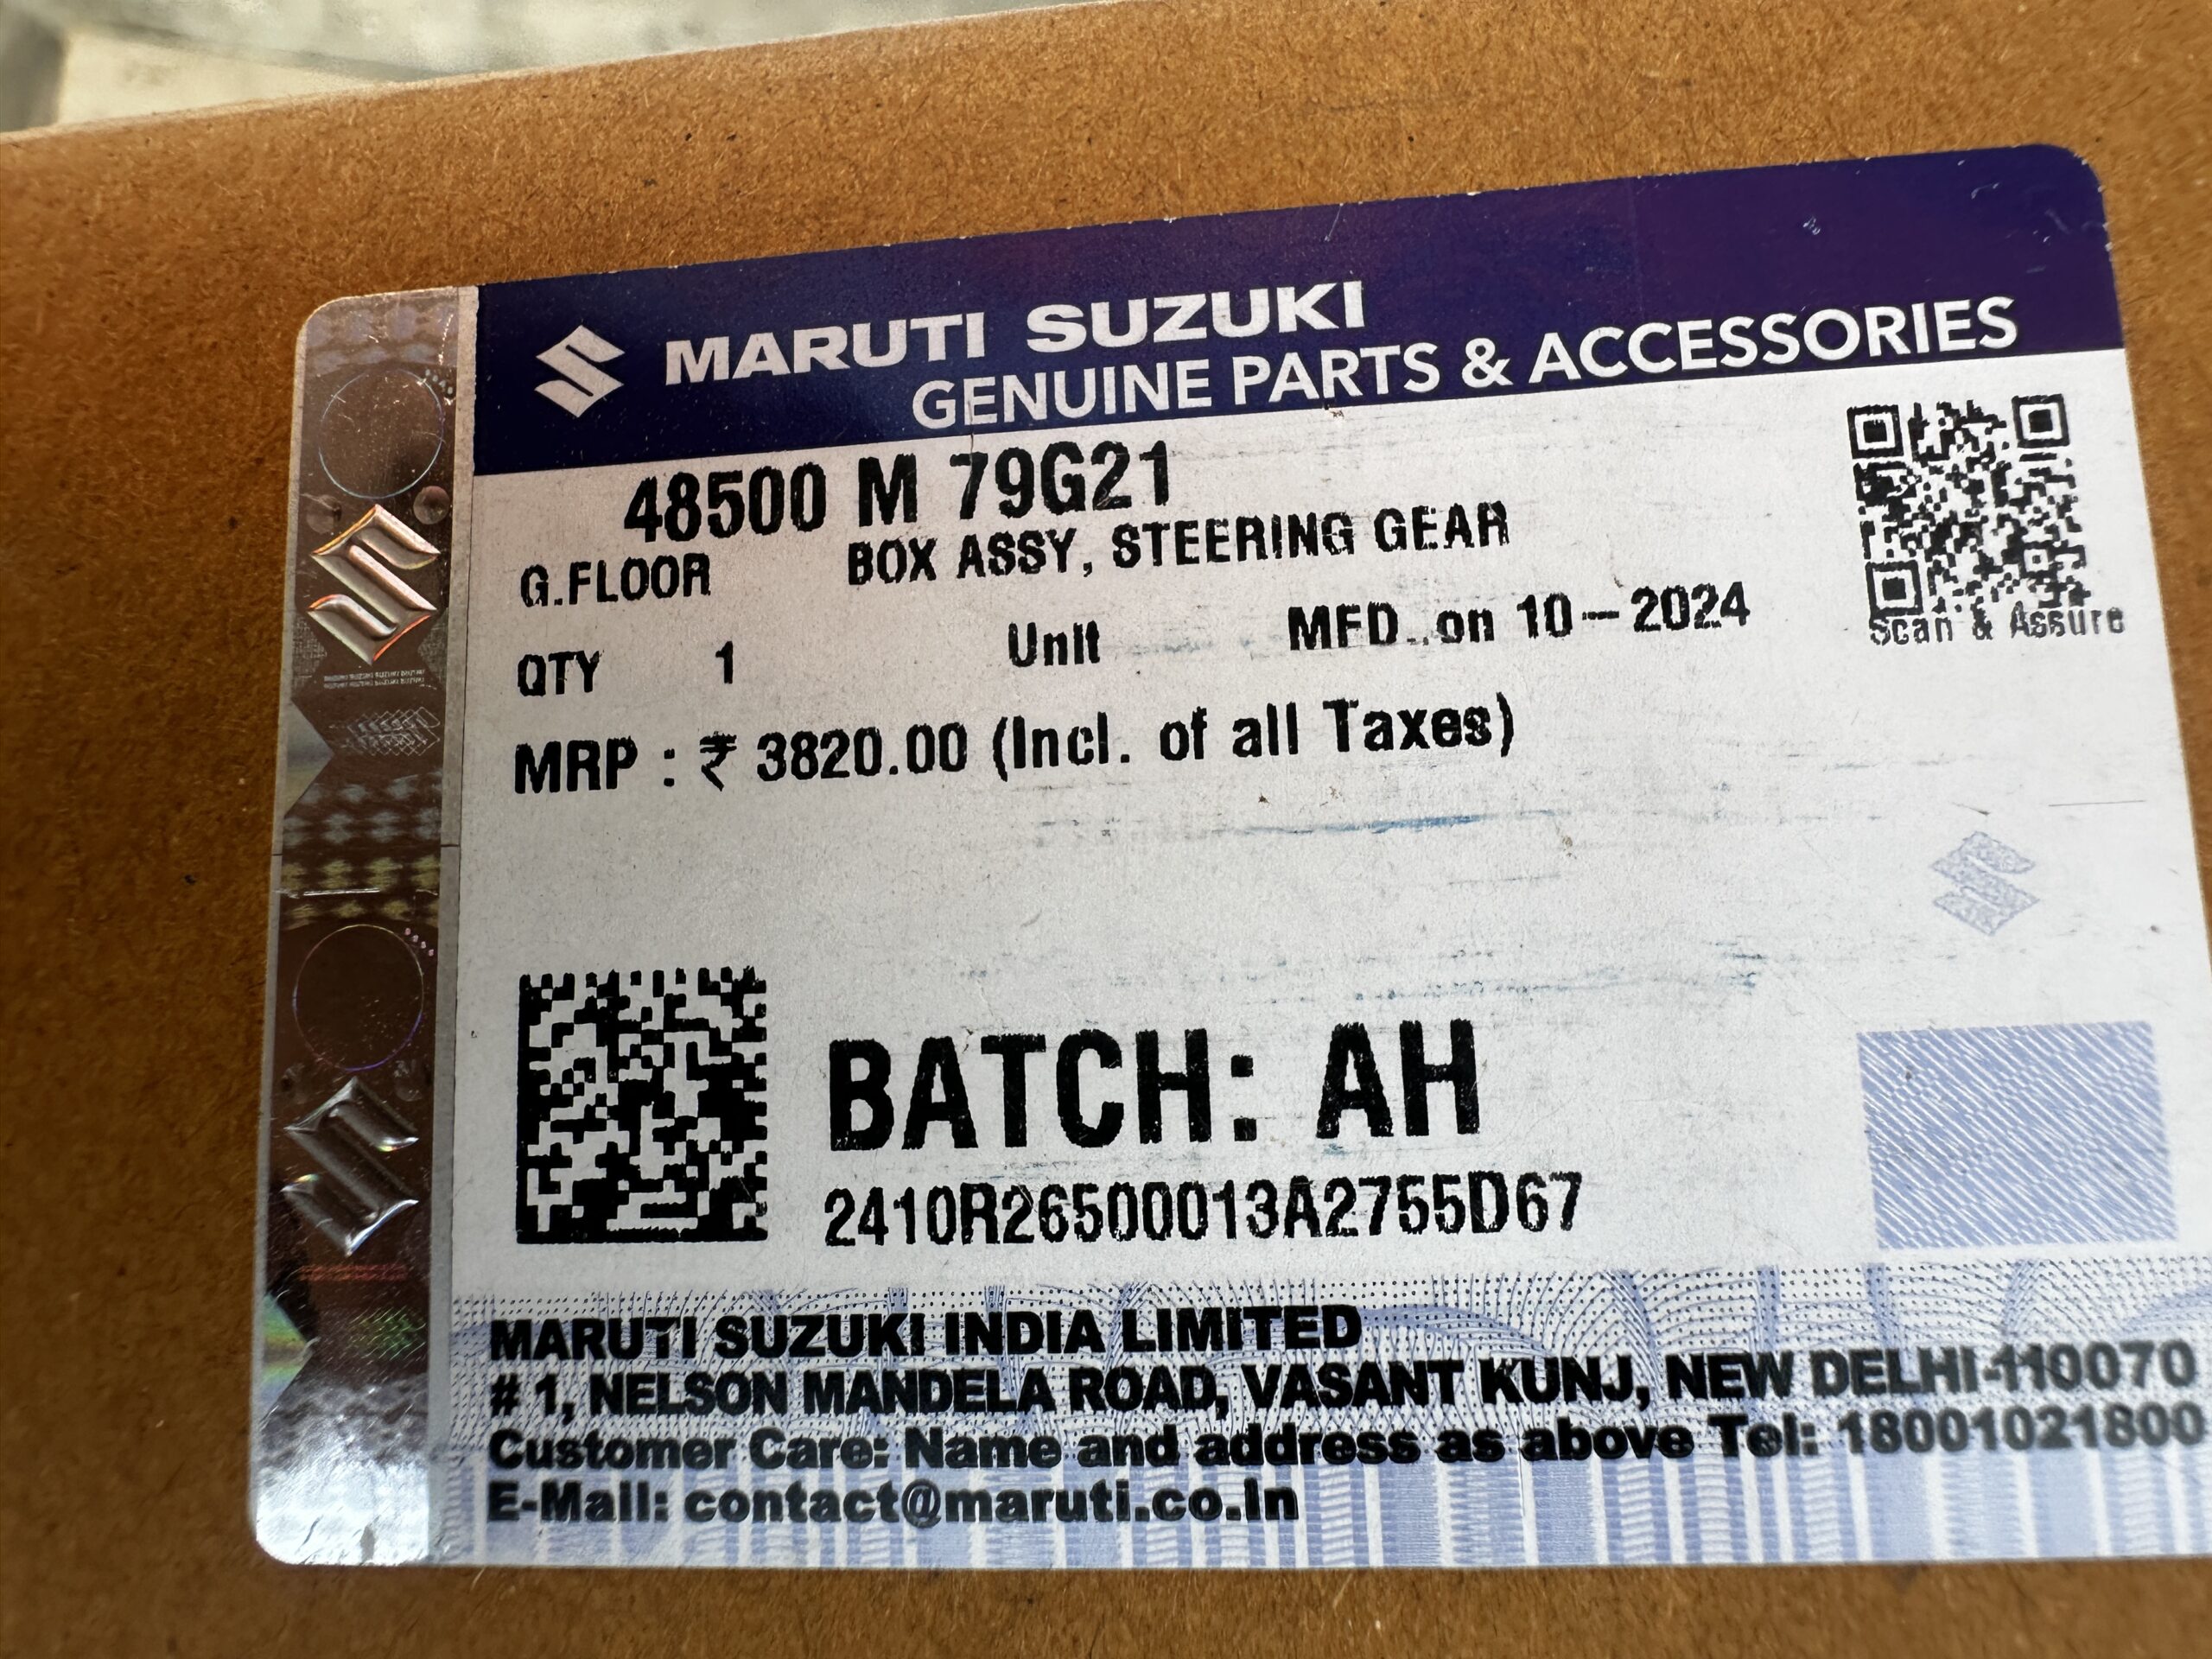 MARUTI SUZUKI
GENUINE PARTS & ACCESSORIES
48500 M 79G21
G.FLOOR BOX ASSY, STEERING GEAR
QTY 1 Unit MFD. on 10-2024
Scan & Assure
MRP : ₹ 3820.00 (Incl. of all Taxes)
BATCH: AH
2410R26500013A2755D67
MARUTI SUZUKI INDIA LIMITED
# 1, NELSON MANDELA ROAD, VASANT KUNJ, NEW DELHI-110070
Customer Care: Name and address as above Tel: 18001021800
E-Mail: contact@maruti.co.in